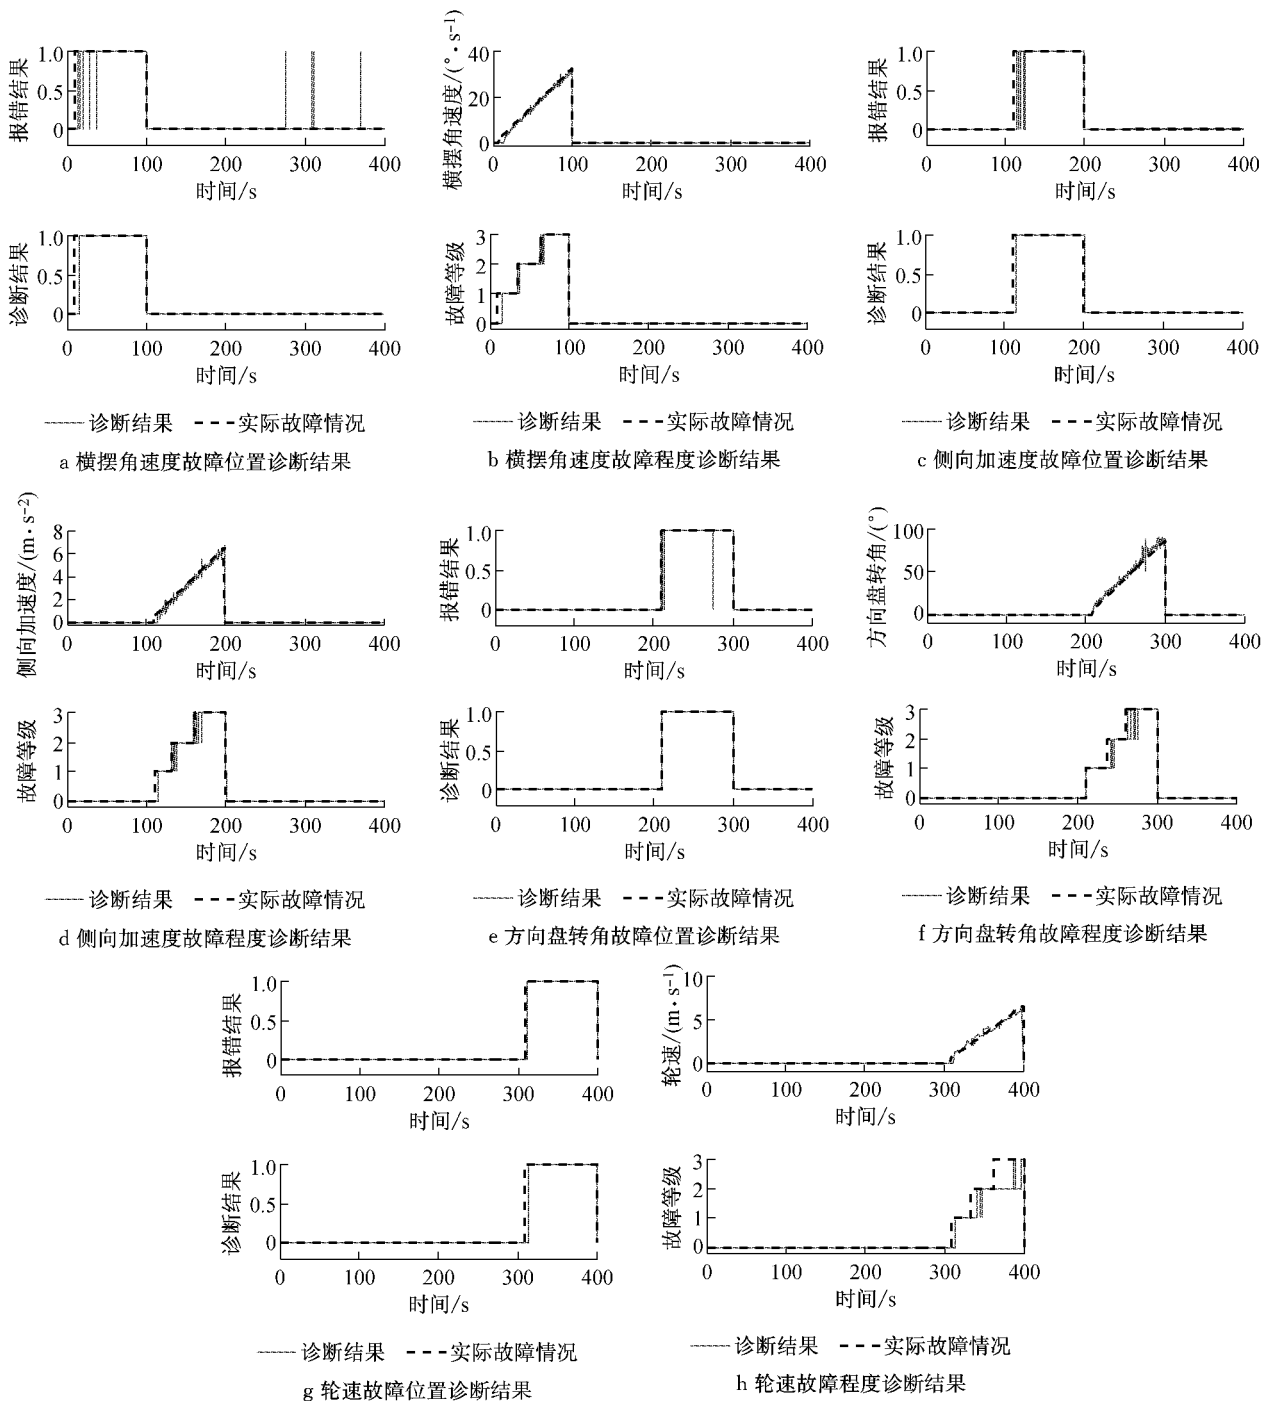 报错结果
1.0
0.5
0
0 100 200 300 400
时间/s
诊断结果
1.0
0.5
0
0 100 200 300 400
时间/s
诊断结果 实际故障情况
a 横摆角速度故障位置诊断结果
横摆角速度/(°·s⁻¹)
40
20
0
0 100 200 300 400
时间/s
故障等级
3
2
1
0
0 100 200 300 400
时间/s
诊断结果 实际故障情况
b 横摆角速度故障程度诊断结果
报错结果
1.0
0.5
0
0 100 200 300 400
时间/s
诊断结果
1.0
0.5
0
0 100 200 300 400
时间/s
诊断结果 实际故障情况
c 侧向加速度故障位置诊断结果
侧向加速度/(m·s⁻²)
8
6
4
2
0
0 100 200 300 400
时间/s
故障等级
3
2
1
0
0 100 200 300 400
时间/s
诊断结果 实际故障情况
d 侧向加速度故障程度诊断结果
报错结果
1.0
0.5
0
0 100 200 300 400
时间/s
诊断结果
1.0
0.5
0
0 100 200 300 400
时间/s
诊断结果 实际故障情况
e 方向盘转角故障位置诊断结果
方向盘转角/(°)
100
50
0
0 100 200 300 400
时间/s
故障等级
3
2
1
0
0 100 200 300 400
时间/s
诊断结果 实际故障情况
f 方向盘转角故障程度诊断结果
报错结果
1.0
0.5
0
0 100 200 300 400
时间/s
诊断结果
1.0
0.5
0
0 100 200 300 400
时间/s
诊断结果 实际故障情况
g 轮速故障位置诊断结果
轮速/(m·s⁻¹)
10
5
0
0 100 200 300 400
时间/s
故障等级
3
2
1
0
0 100 200 300 400
时间/s
诊断结果 实际故障情况
h 轮速故障程度诊断结果